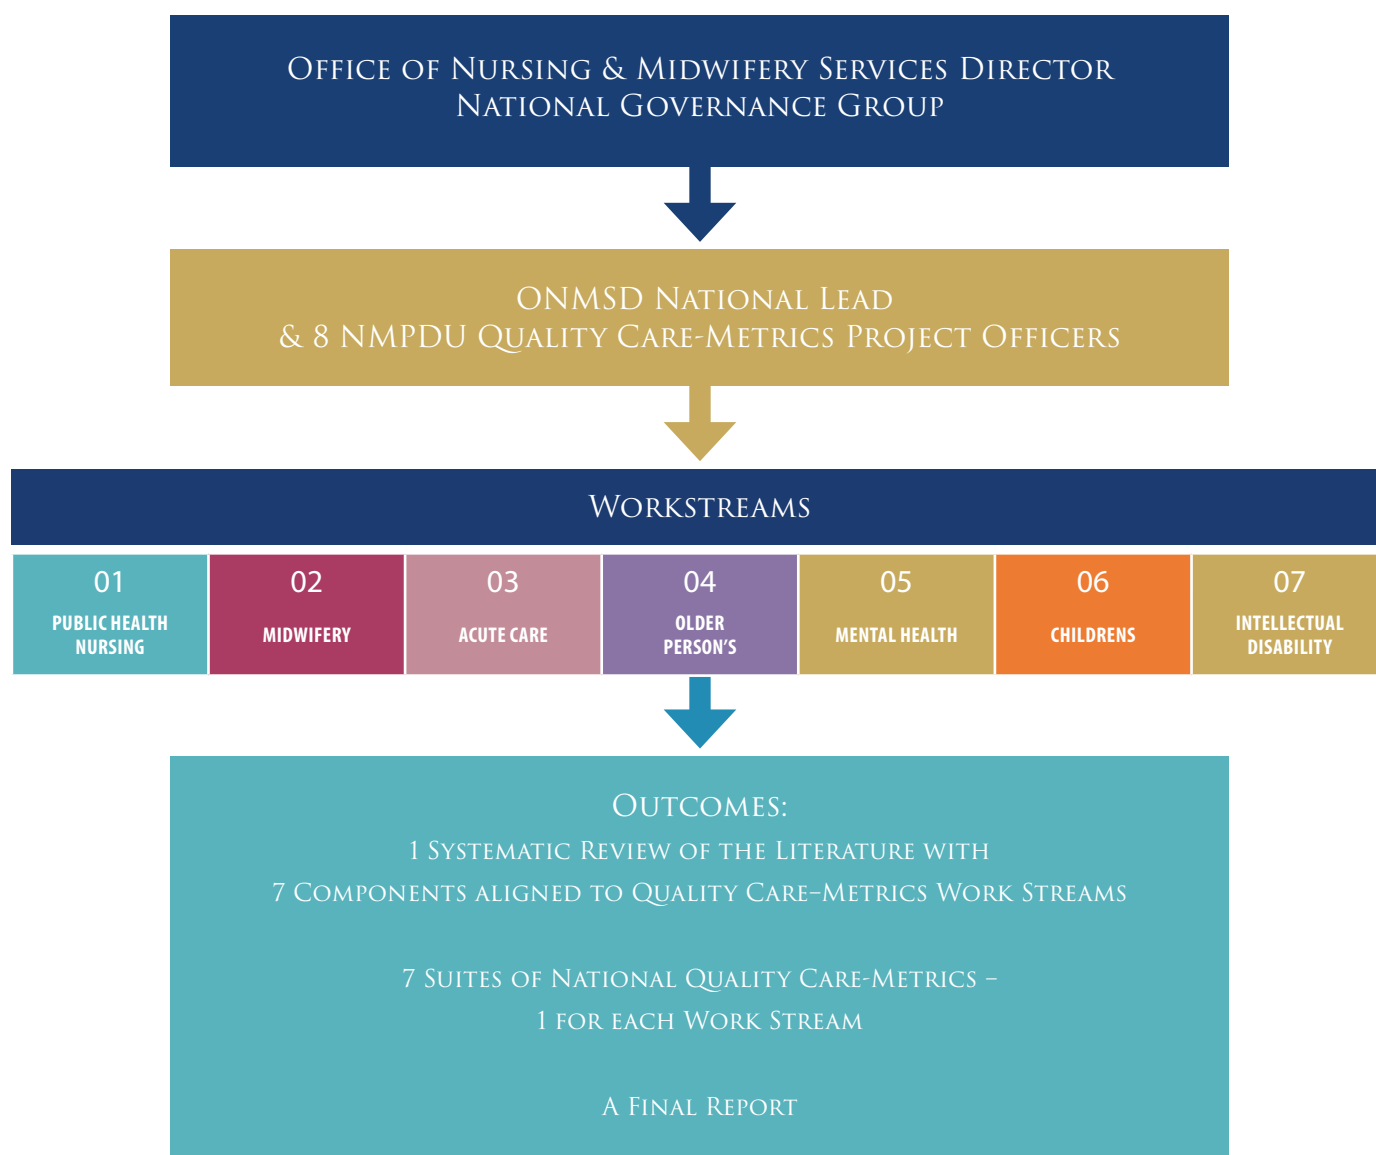 Office of Nursing & Midwifery Services Director
National Governance Group
ONMSD National Lead
& 8 NMPDU Quality Care-Metrics Project Officers
Workstreams
01
PUBLIC HEALTH
NURSING
02
MIDWIFERY
03
ACUTE CARE
04
OLDER
PERSON'S
05
MENTAL HEALTH
06
CHILDRENS
07
INTELLECTUAL
DISABILITY
Outcomes:
1 Systematic Review of the Literature with
7 Components aligned to Quality Care–Metrics Work Streams
7 Suites of National Quality Care-Metrics –
1 for each Work Stream
A Final Report